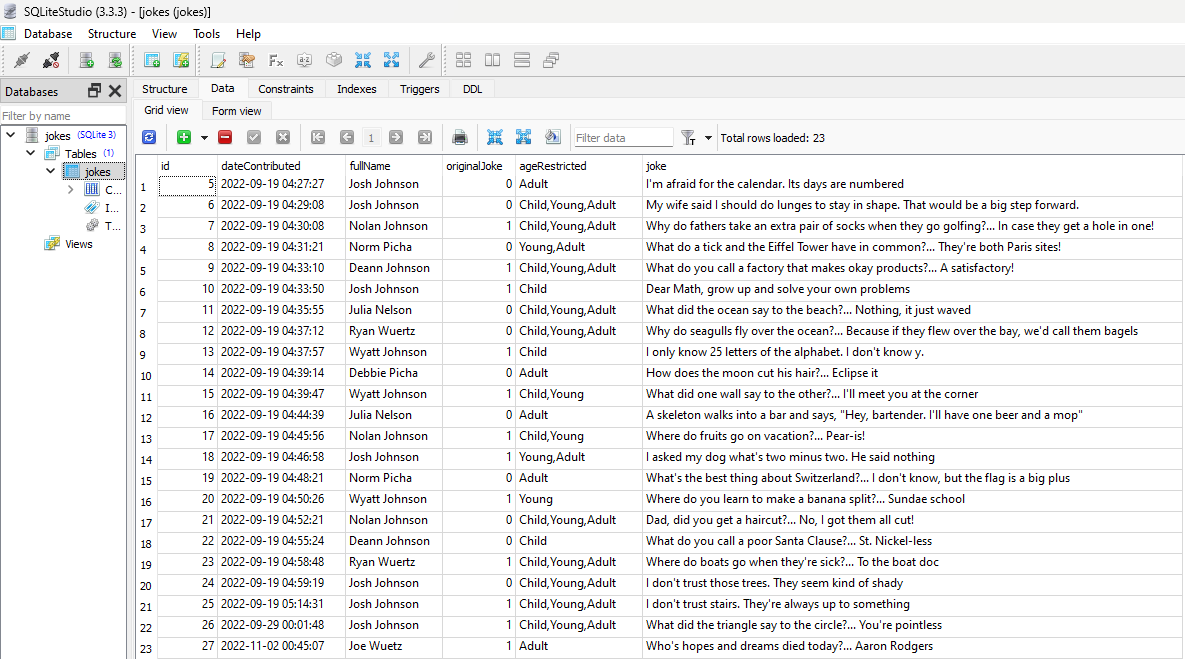 SQLiteStudio (3.3.3) - [jokes (jokes)]
Database Structure View Tools Help
Databases
Filter by name
jokes (SQLite 3)
Tables (1)
jokes
C...
I...
T...
Views
Structure Data Constraints Indexes Triggers DDL
Grid view Form view
1 Filter data Total rows loaded: 23
id dateContributed fullName originalJoke ageRestricted joke
1 5 2022-09-19 04:27:27 Josh Johnson 0 Adult I'm afraid for the calendar. Its days are numbered
2 6 2022-09-19 04:29:08 Josh Johnson 0 Child,Young,Adult My wife said I should do lunges to stay in shape. That would be a big step forward.
3 7 2022-09-19 04:30:08 Nolan Johnson 1 Child,Young,Adult Why do fathers take an extra pair of socks when they go golfing?... In case they get a hole in one!
4 8 2022-09-19 04:31:21 Norm Picha 0 Young,Adult What do a tick and the Eiffel Tower have in common?... They're both Paris sites!
5 9 2022-09-19 04:33:10 Deann Johnson 1 Child,Young,Adult What do you call a factory that makes okay products?... A satisfactory!
6 10 2022-09-19 04:33:50 Josh Johnson 1 Child Dear Math, grow up and solve your own problems
7 11 2022-09-19 04:35:55 Julia Nelson 0 Child,Young,Adult What did the ocean say to the beach?... Nothing, it just waved
8 12 2022-09-19 04:37:12 Ryan Wuertz 0 Child,Young,Adult Why do seagulls fly over the ocean?... Because if they flew over the bay, we'd call them bagels
9 13 2022-09-19 04:37:57 Wyatt Johnson 1 Child I only know 25 letters of the alphabet. I don't know y.
10 14 2022-09-19 04:39:14 Debbie Picha 0 Adult How does the moon cut his hair?... Eclipse it
11 15 2022-09-19 04:39:47 Wyatt Johnson 1 Child,Young What did one wall say to the other?... I'll meet you at the corner
12 16 2022-09-19 04:44:39 Julia Nelson 0 Adult A skeleton walks into a bar and says, "Hey, bartender. I'll have one beer and a mop"
13 17 2022-09-19 04:45:56 Nolan Johnson 1 Child,Young Where do fruits go on vacation?... Pear-is!
14 18 2022-09-19 04:46:58 Josh Johnson 1 Young,Adult I asked my dog what's two minus two. He said nothing
15 19 2022-09-19 04:48:21 Norm Picha 0 Adult What's the best thing about Switzerland?... I don't know, but the flag is a big plus
16 20 2022-09-19 04:50:26 Wyatt Johnson 1 Young Where do you learn to make a banana split?... Sundae school
17 21 2022-09-19 04:52:21 Nolan Johnson 0 Child,Young,Adult Dad, did you get a haircut?... No, I got them all cut!
18 22 2022-09-19 04:55:24 Deann Johnson 0 Child What do you call a poor Santa Clause?... St. Nickel-less
19 23 2022-09-19 04:58:48 Ryan Wuertz 1 Child,Young,Adult Where do boats go when they're sick?... To the boat doc
20 24 2022-09-19 04:59:19 Josh Johnson 0 Child,Young,Adult I don't trust those trees. They seem kind of shady
21 25 2022-09-19 05:14:31 Josh Johnson 1 Child,Young,Adult I don't trust stairs. They're always up to something
22 26 2022-09-29 00:01:48 Josh Johnson 1 Child,Young,Adult What did the triangle say to the circle?... You're pointless
23 27 2022-11-02 00:45:07 Joe Wuetz 1 Adult Who's hopes and dreams died today?... Aaron Rodgers